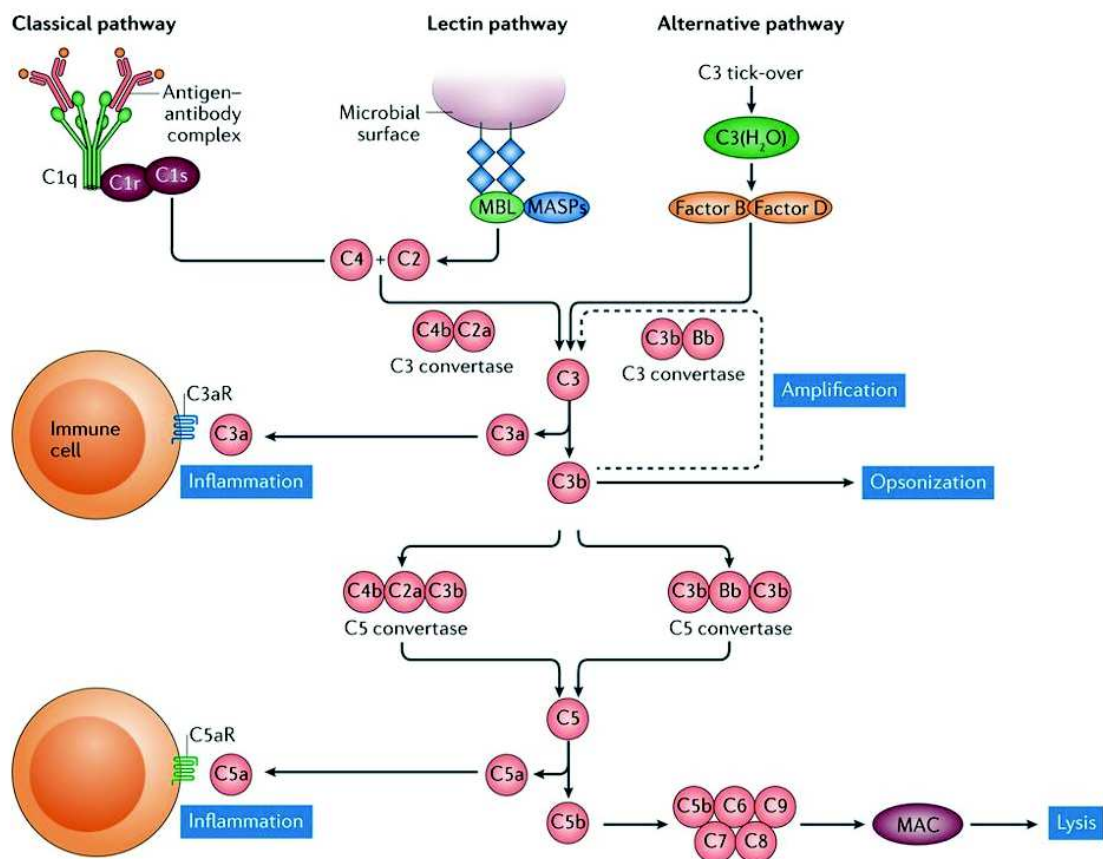 Classical pathway
Lectin pathway
Alternative pathway
Antigen–
antibody
complex
C1q
C1r
C1s
Microbial
surface
MBL
MASPs
C3 tick-over
C3(H₂O)
Factor B
Factor D
C4
+
C2
C4b
C2a
C3 convertase
C3b
Bb
C3 convertase
Amplification
C3
C3aR
Immune
cell
C3a
C3a
Inflammation
C3b
Opsonization
C4b
C2a
C3b
C5 convertase
C3b
Bb
C3b
C5 convertase
C5
C5aR
C5a
C5a
Inflammation
C5b
C5b
C6
C9
C7
C8
MAC
Lysis